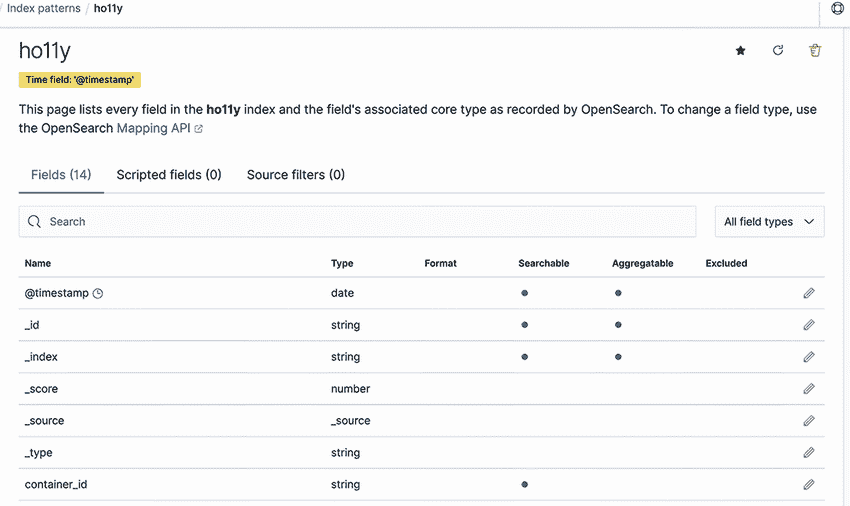 Index patterns / ho11y
ho11y
Time field: '@timestamp'
This page lists every field in the ho11y index and the field's associated core type as recorded by OpenSearch. To change a field type, use
the OpenSearch Mapping API
Fields (14) Scripted fields (0) Source filters (0)
Search All field types
Name Type Format Searchable Aggregatable Excluded
@timestamp date
_id string
_index string
_score number
_source _source
_type string
container_id string